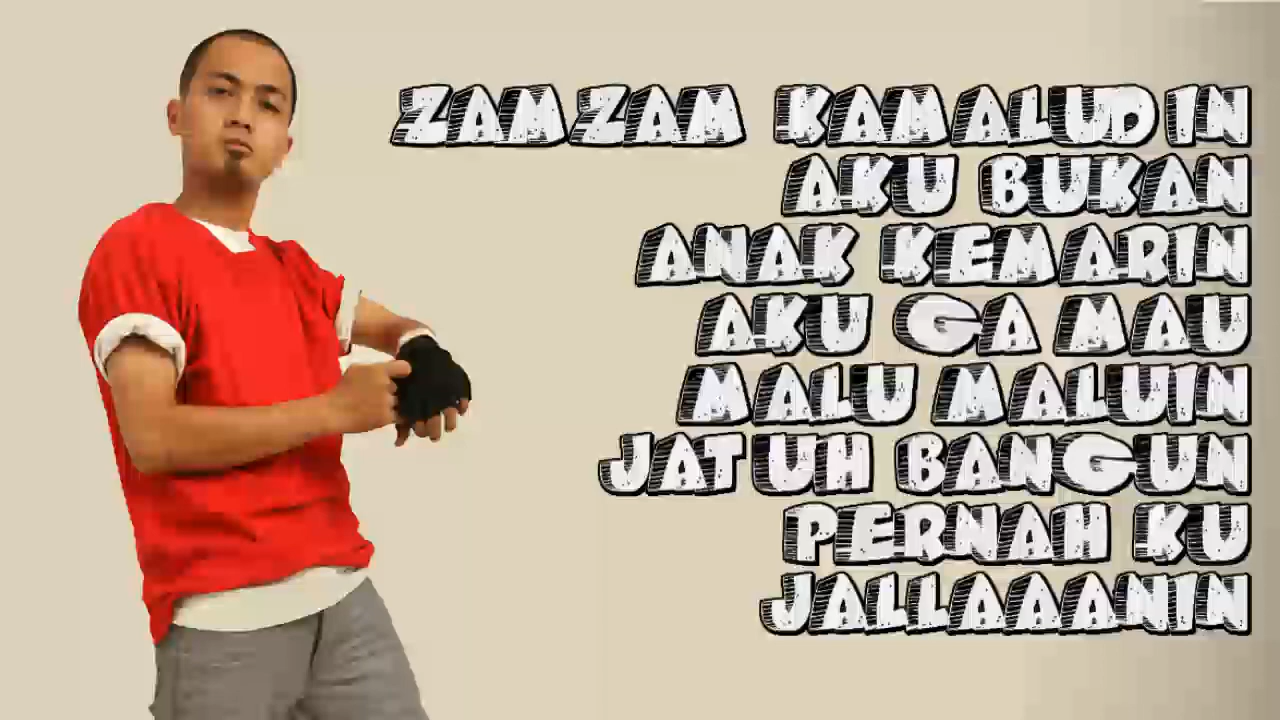 ZAMZAM KAMALUDIN
AKU BUKAN
ANAK KEMARIN
AKU GA MAU
MALU MALUIN
JATUH BANGUN
PERNAH KU
JALLAAANIN